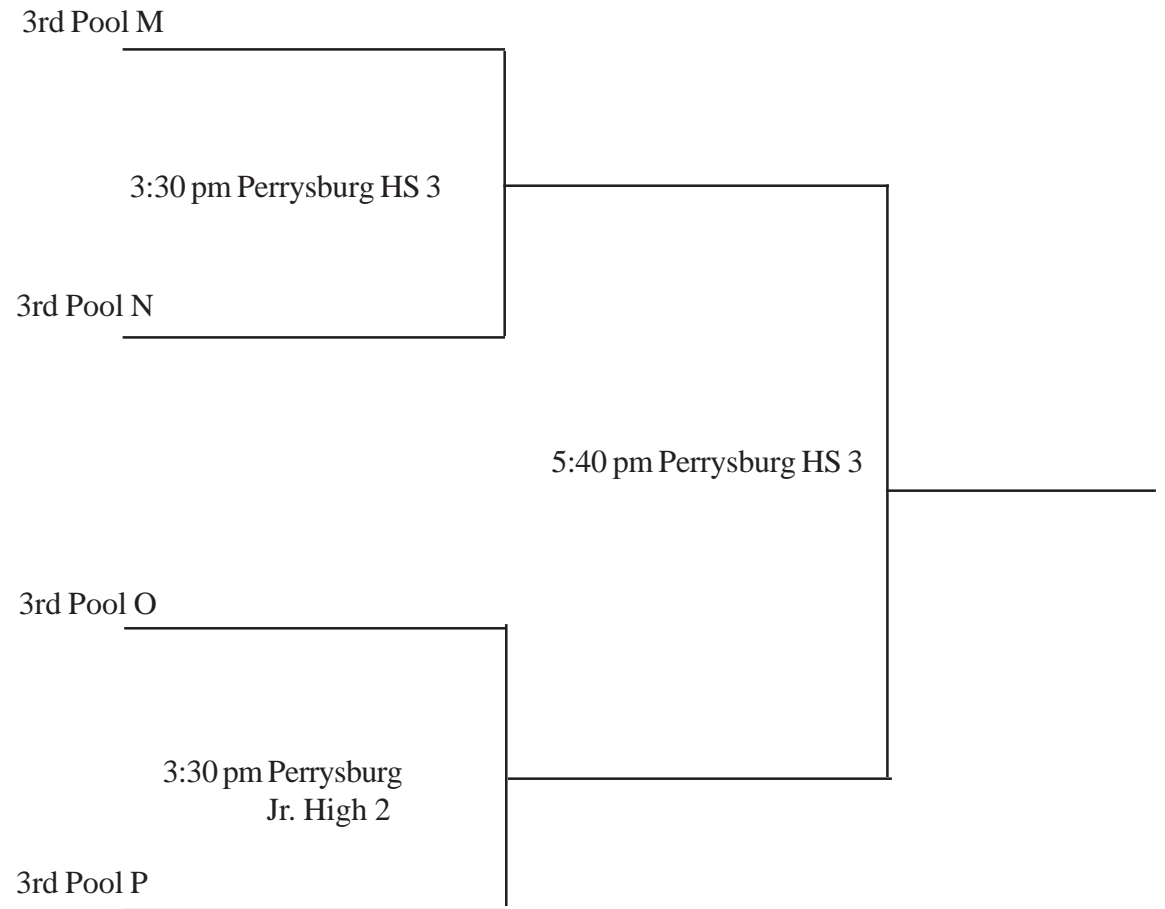 3rd Pool M
3:30 pm Perrysburg HS 3
3rd Pool N
5:40 pm Perrysburg HS 3
3rd Pool O
3:30 pm Perrysburg
Jr. High 2
3rd Pool P